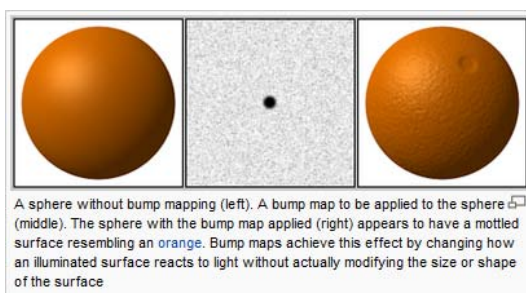 A sphere without bump mapping (left). A bump map to be applied to the sphere
(middle). The sphere with the bump map applied (right) appears to have a mottled
surface resembling an orange. Bump maps achieve this effect by changing how
an illuminated surface reacts to light without actually modifying the size or shape
of the surface